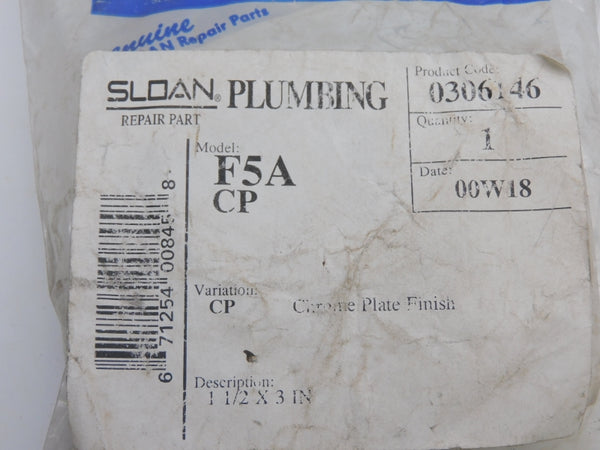 Genuine
Repair Parts
SLOAN® PLUMBING
REPAIR PART
Product Code:
0306146
Quantity:
1
Date:
00W18
Model:
F5A
CP
Variation:
CP Chrome Plate Finish
Description:
1 1/2 X 3 IN
6 71254 00845 8